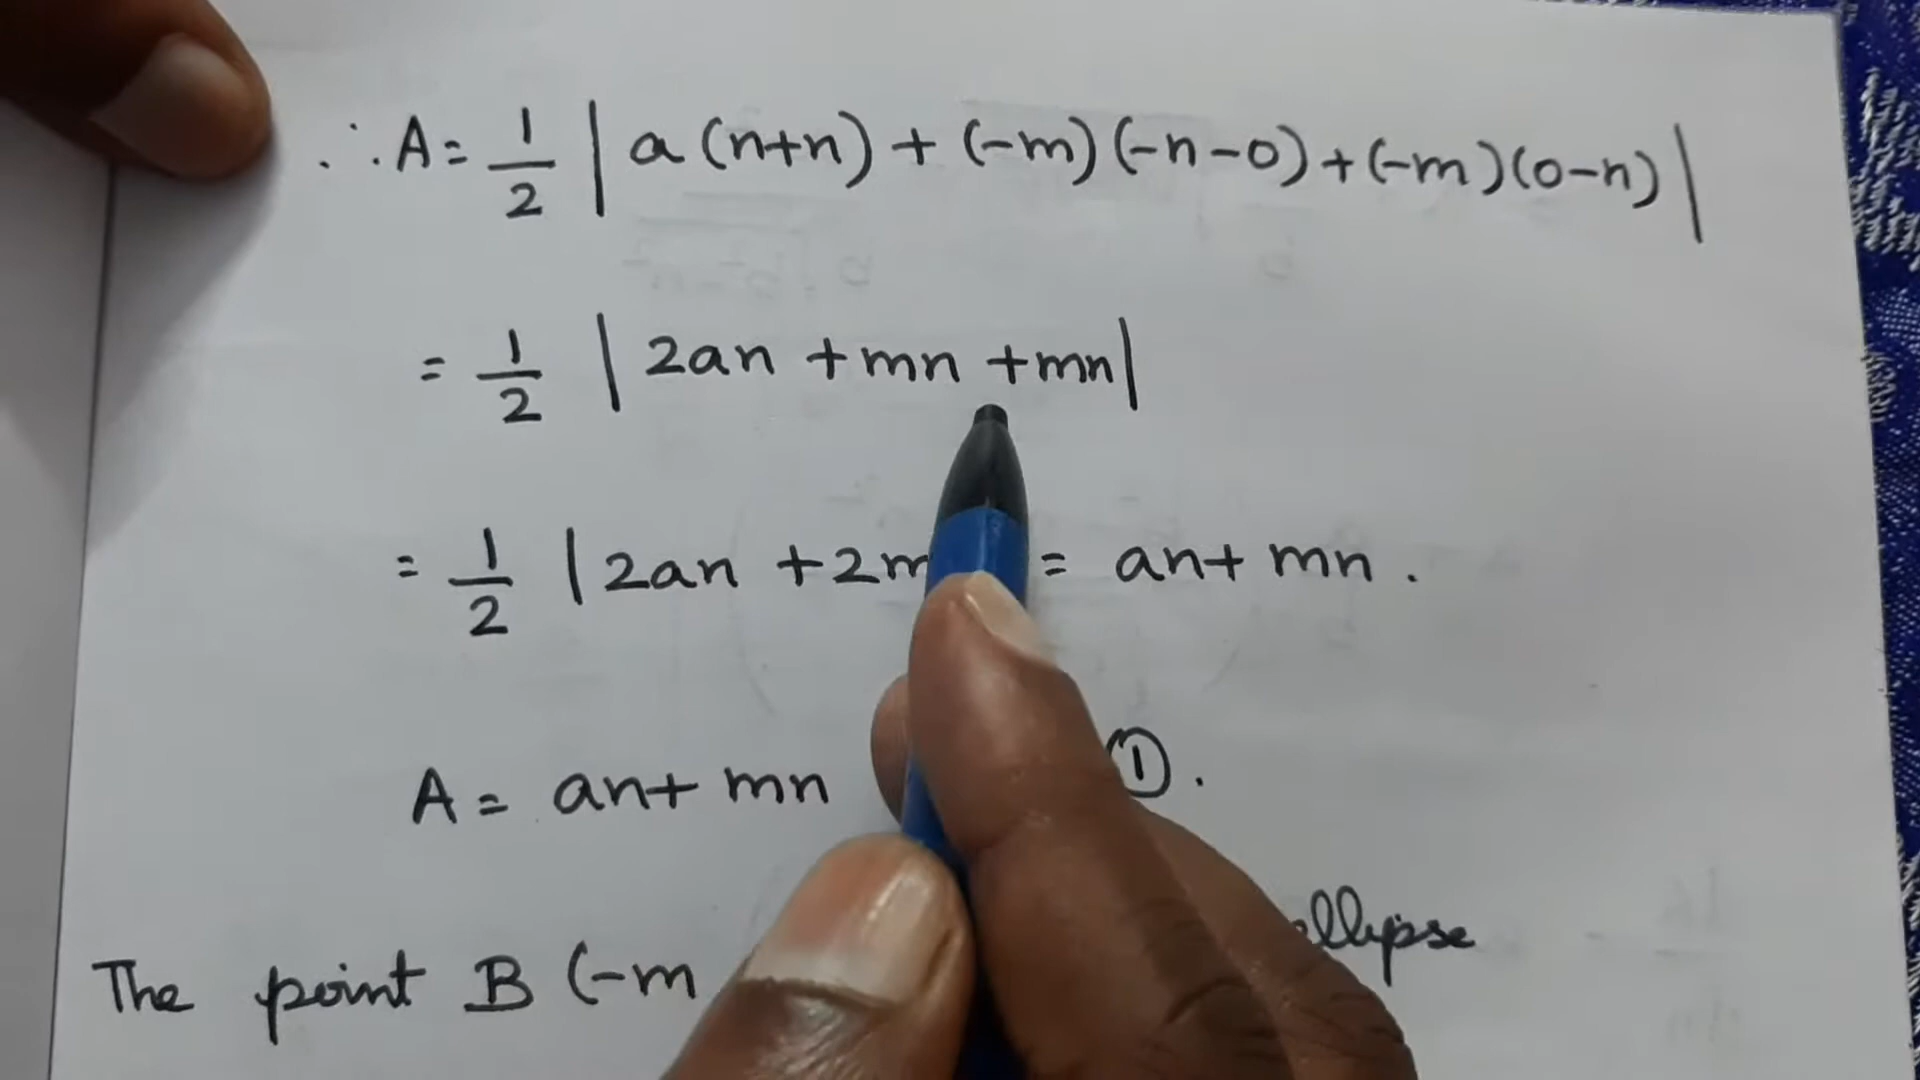 ∴ A = 1/2 | a (n+n) + (-m) (-n-0) + (-m) (0-n) |
= 1/2 | 2an + mn + mn |
= 1/2 | 2an + 2m = an + mn .
A = an + mn ① .
The point B (-m ellipse